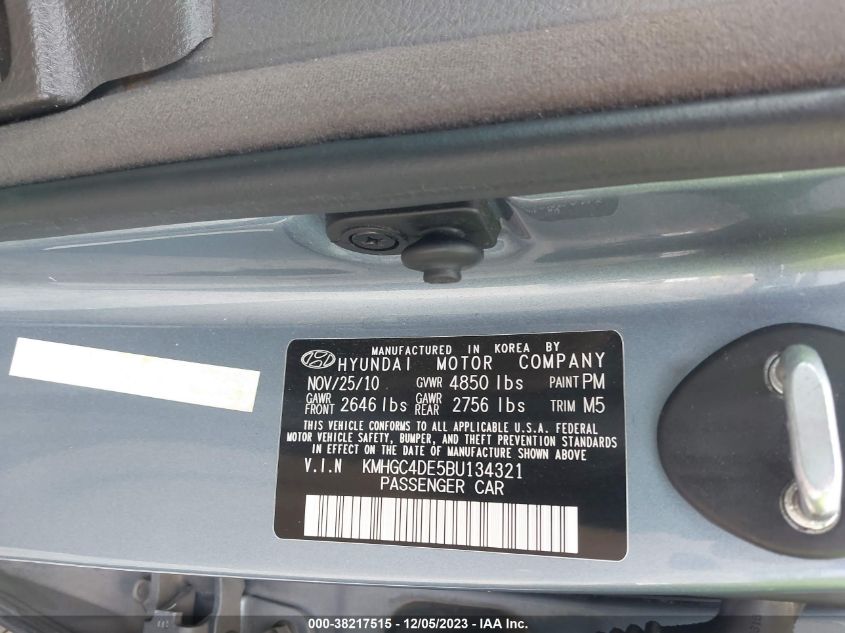 MANUFACTURED IN KOREA BY
HYUNDAI MOTOR COMPANY
NOV/25/10 GVWR 4850 lbs PAINT PM
GAWR FRONT 2646 lbs GAWR REAR 2756 lbs TRIM M5
THIS VEHICLE CONFORMS TO ALL APPLICABLE U.S.A. FEDERAL
MOTOR VEHICLE SAFETY, BUMPER, AND THEFT PREVENTION STANDARDS
IN EFFECT ON THE DATE OF MANUFACTURE SHOWN ABOVE
V.I.N KMHGC4DE5BU134321
PASSENGER CAR
000-38217515 - 12/05/2023 - IAA Inc.